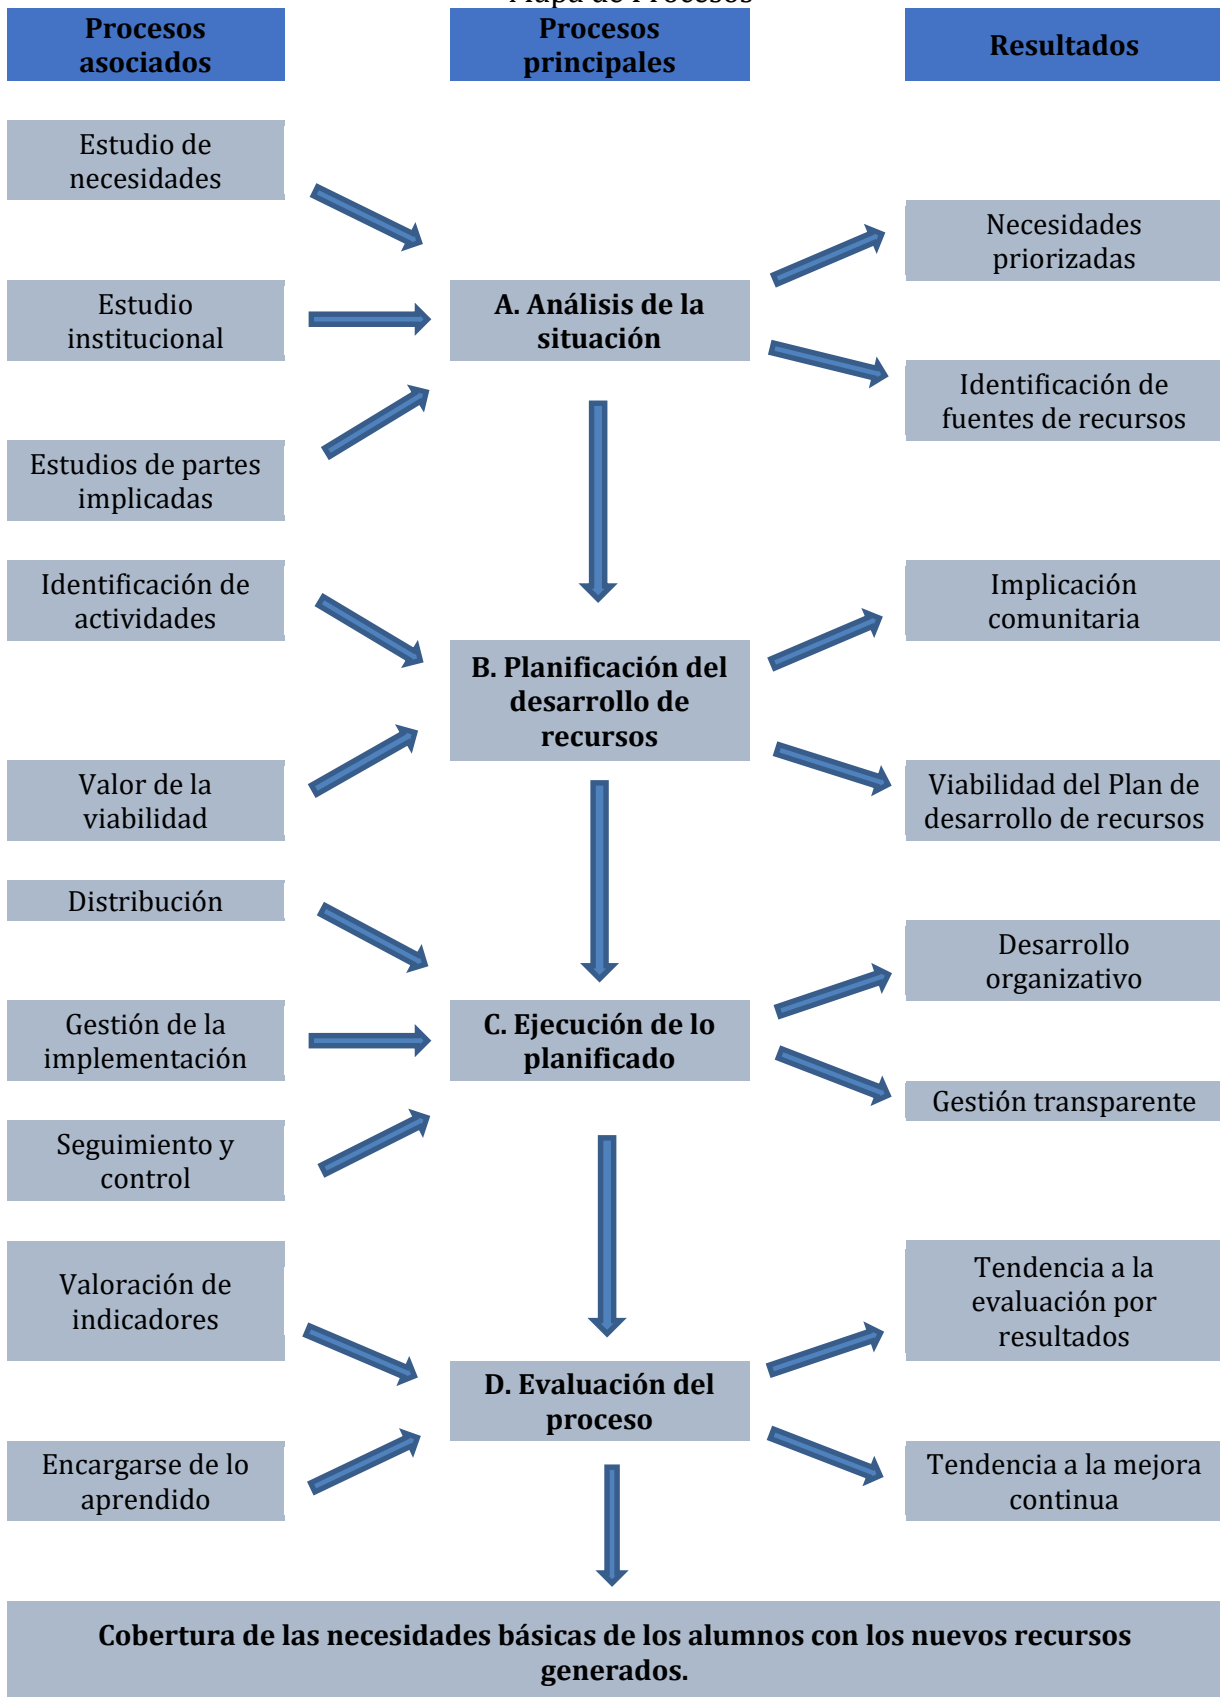 Mapa de Procesos
Procesos
asociados
Procesos
principales
Resultados
Estudio de
necesidades
Necesidades
priorizadas
Estudio
institucional
A. Análisis de la
situación
Identificación de
fuentes de recursos
Estudios de partes
implicadas
Identificación de
actividades
Implicación
comunitaria
B. Planificación del
desarrollo de
recursos
Valor de la
viabilidad
Viabilidad del Plan de
desarrollo de recursos
Distribución
Desarrollo
organizativo
Gestión de la
implementación
C. Ejecución de lo
planificado
Gestión transparente
Seguimiento y
control
Valoración de
indicadores
Tendencia a la
evaluación por
resultados
D. Evaluación del
proceso
Encargarse de lo
aprendido
Tendencia a la mejora
continua
Cobertura de las necesidades básicas de los alumnos con los nuevos recursos
generados.